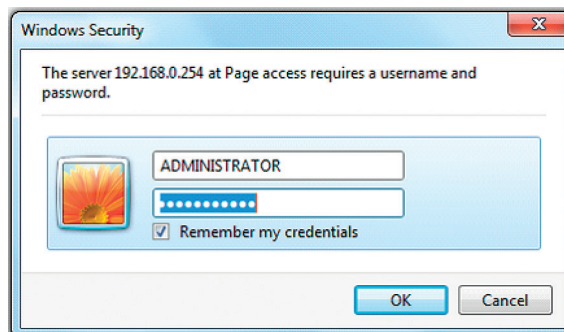 Windows Security
The server 192.168.0.254 at Page access requires a username and
password.
ADMINISTRATOR
•••••••••••
Remember my credentials
OK
Cancel